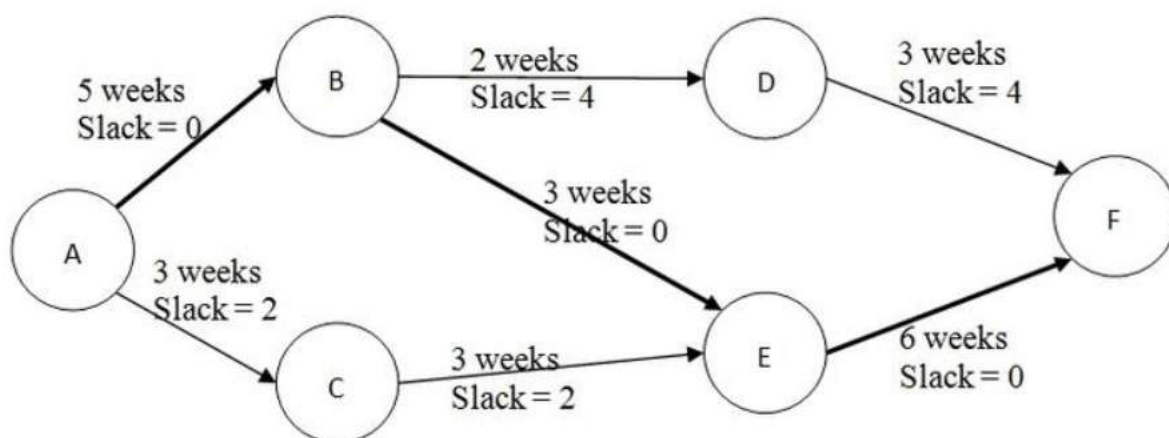 B
2 weeks
Slack = 4
D
3 weeks
Slack = 4
5 weeks
Slack = 0
3 weeks
Slack = 0
F
A
3 weeks
Slack = 2
C
3 weeks
Slack = 2
E
6 weeks
Slack = 0